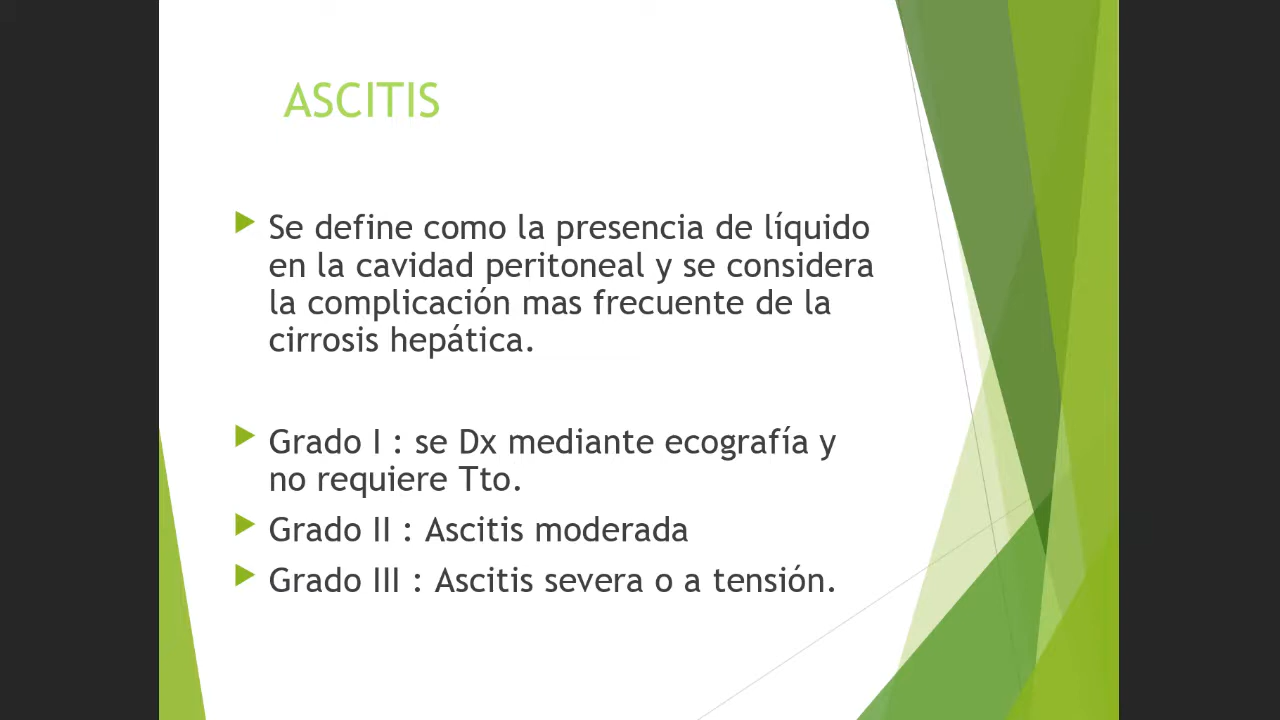 ASCITIS
Se define como la presencia de líquido
en la cavidad peritoneal y se considera
la complicación mas frecuente de la
cirrosis hepática.
Grado I : se Dx mediante ecografía y
no requiere Tto.
Grado II : Ascitis moderada
Grado III : Ascitis severa o a tensión.